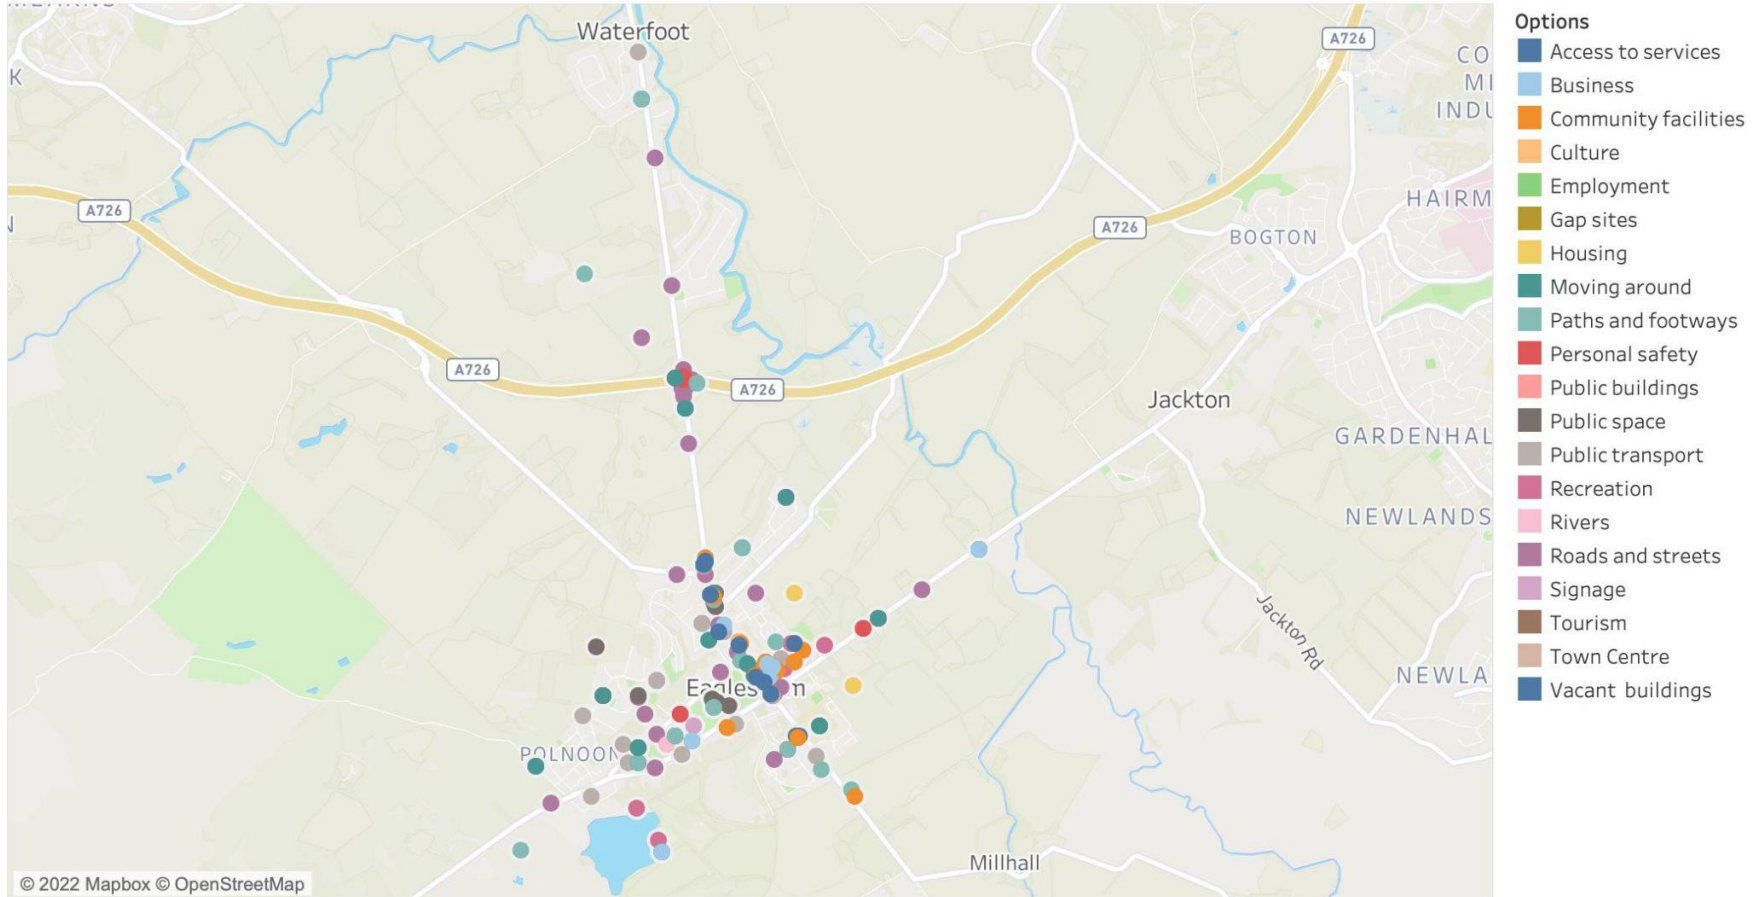 Waterfoot
A726
A726
A726
A726
A726
K
CO
MI
INDU
HAIRM
BOGTON
Jackton
GARDENHAL
NEWLANDS
Jackton Rd
NEWLA
POLNOON
Millhall
© 2022 Mapbox © OpenStreetMap
Options
Access to services
Business
Community facilities
Culture
Employment
Gap sites
Housing
Moving around
Paths and footways
Personal safety
Public buildings
Public space
Public transport
Recreation
Rivers
Roads and streets
Signage
Tourism
Town Centre
Vacant buildings